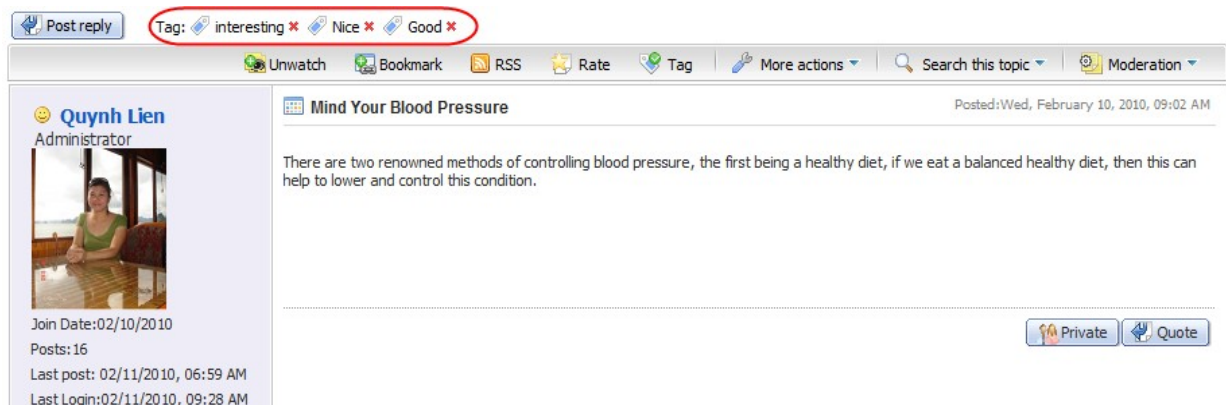 Post reply Tag: interesting Nice Good
Unwatch Bookmark RSS Rate Tag More actions Search this topic Moderation
Quynh Lien
Administrator
Mind Your Blood Pressure Posted:Wed, February 10, 2010, 09:02 AM
There are two renowned methods of controlling blood pressure, the first being a healthy diet, if we eat a balanced healthy diet, then this can
help to lower and control this condition.
Join Date:02/10/2010
Posts:16
Last post: 02/11/2010, 06:59 AM
Last Login:02/11/2010, 09:28 AM
Private Quote